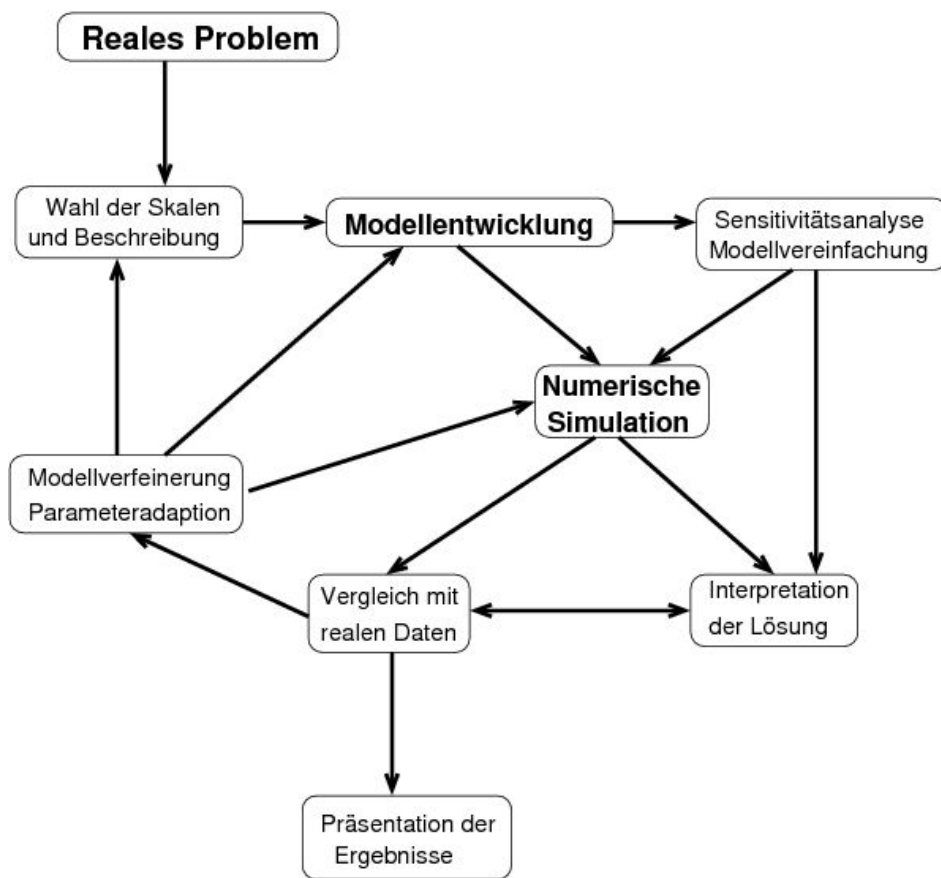 Reales Problem
Wahl der Skalen
und Beschreibung
Modellentwicklung
Sensitivitätsanalyse
Modellvereinfachung
Numerische
Simulation
Modellverfeinerung
Parameteradaption
Vergleich mit
realen Daten
Interpretation
der Lösung
Präsentation der
Ergebnisse